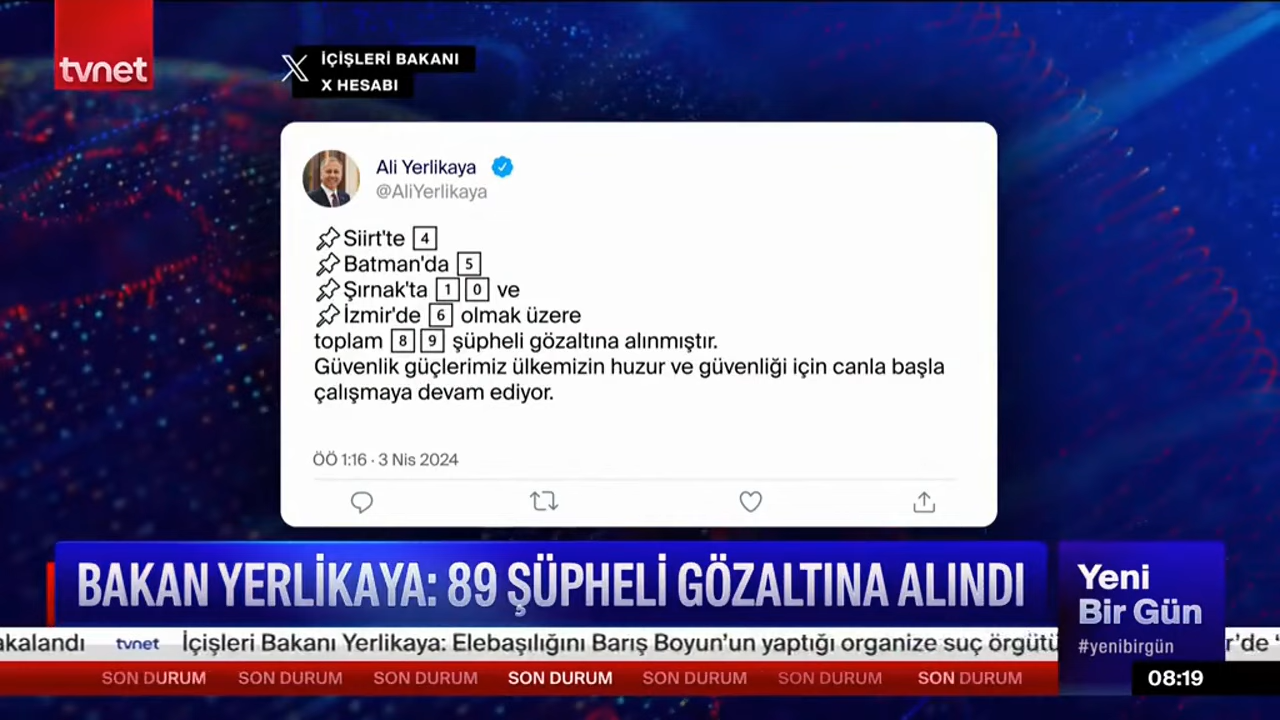 tvnet
İÇİŞLERİ BAKANI
X HESABI
Ali Yerlikaya
@AliYerlikaya
Siirt'te 4
Batman'da 5
Şırnak'ta 1 0 ve
İzmir'de 6 olmak üzere
toplam 8 9 şüpheli gözaltına alınmıştır.
Güvenlik güçlerimiz ülkemizin huzur ve güvenliği için canla başla
çalışmaya devam ediyor.
ÖÖ 1:16 · 3 Nis 2024
BAKAN YERLİKAYA: 89 ŞÜPHELİ GÖZALTINA ALINDI
Yeni
Bir Gün
#yenibirgün
akalandı tvnet İçişleri Bakanı Yerlikaya: Elebaşılığını Barış Boyun’un yaptığı organize suç örgütü r’de ‘
SON DURUM SON DURUM SON DURUM SON DURUM SON DURUM SON DURUM SON DURUM
08:19